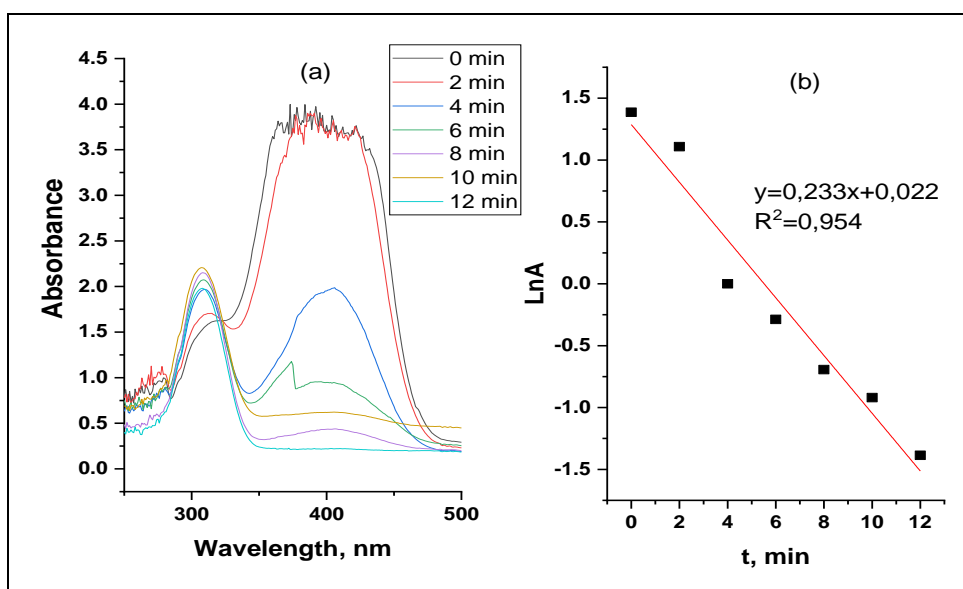 (a)
0 min
2 min
4 min
6 min
8 min
10 min
12 min
4.5
4.0
3.5
3.0
2.5
2.0
1.5
1.0
0.5
0.0
Absorbance
300 400 500
Wavelength, nm
(b)
y=0,233x+0,022
R²=0,954
1.5
1.0
0.5
0.0
-0.5
-1.0
-1.5
LnA
0 2 4 6 8 10 12
t, min